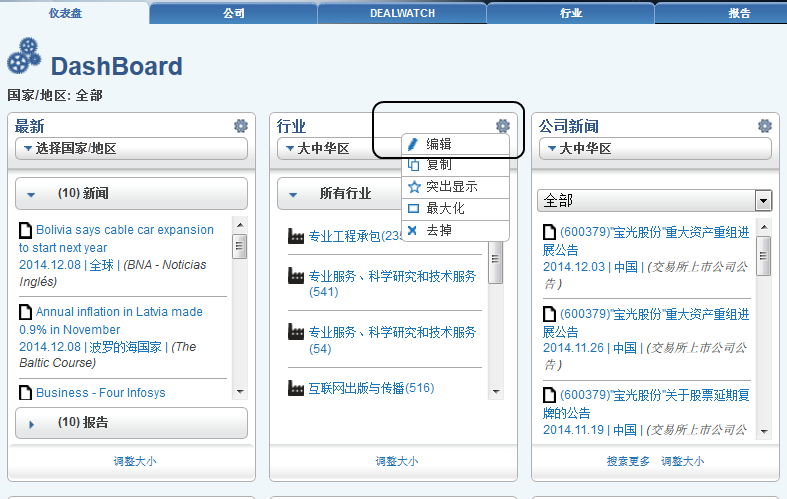 仪表盘
公司
DEALWATCH
行业
报告
DashBoard
国家/地区: 全部
最新
选择国家/地区
(10) 新闻
Bolivia says cable car expansion
to start next year
2014.12.08 | 全球 | (BNA - Noticias
Inglés)
Annual inflation in Latvia made
0.9% in November
2014.12.08 | 波罗的海国家 | (The
Baltic Course)
Business - Four Infosys
(10) 报告
调整大小
行业
大中华区
编辑
复制
突出显示
最大化
去掉
所有行业
专业工程承包(235
专业服务、科学研究和技术服务
(541)
专业服务、科学研究和技术服务
(54)
互联网出版与传播(516)
调整大小
公司新闻
大中华区
全部
(600379)"宝光股份"重大资产重组进
展公告
2014.12.03 | 中国 | (交易所上市公司公
告 )
(600379)"宝光股份"重大资产重组进
展公告
2014.11.26 | 中国 | (交易所上市公司公
告 )
(600379)"宝光股份"关于股票延期复
牌的公告
2014.11.19 | 中国 | (交易所上市公司公
搜索更多 调整大小